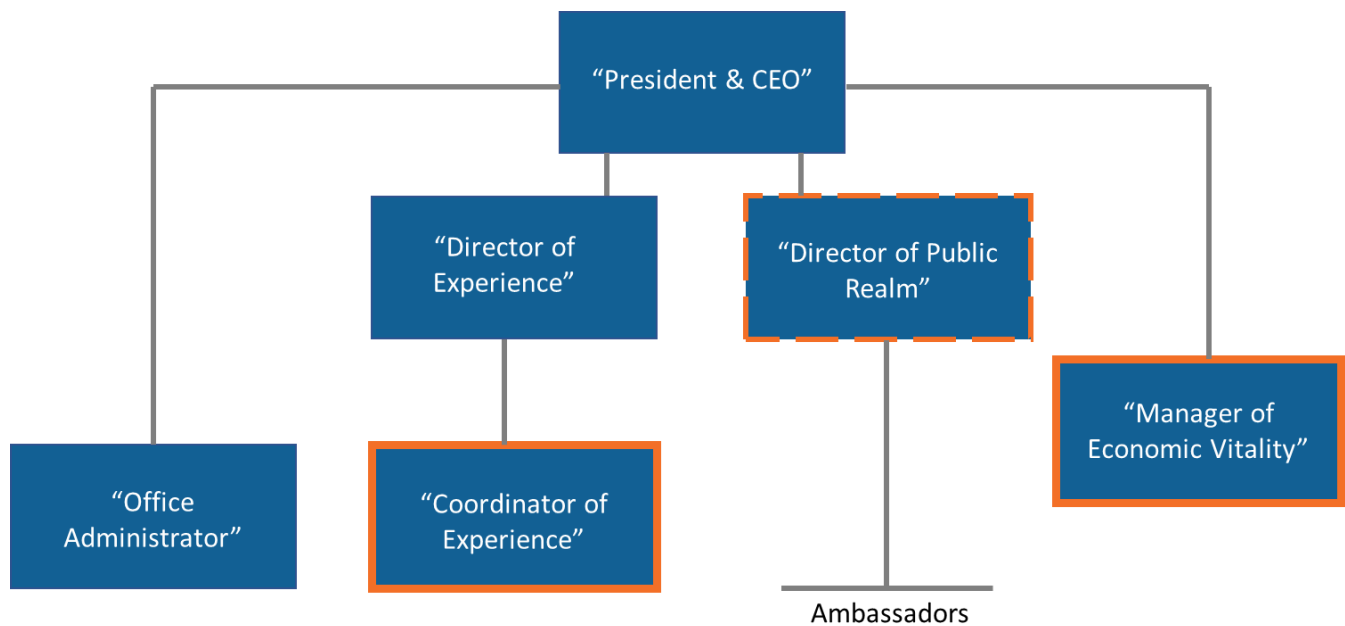 “President & CEO”
“Director of
Experience”
“Director of Public
Realm”
“Manager of
Economic Vitality”
“Office
Administrator”
“Coordinator of
Experience”
Ambassadors